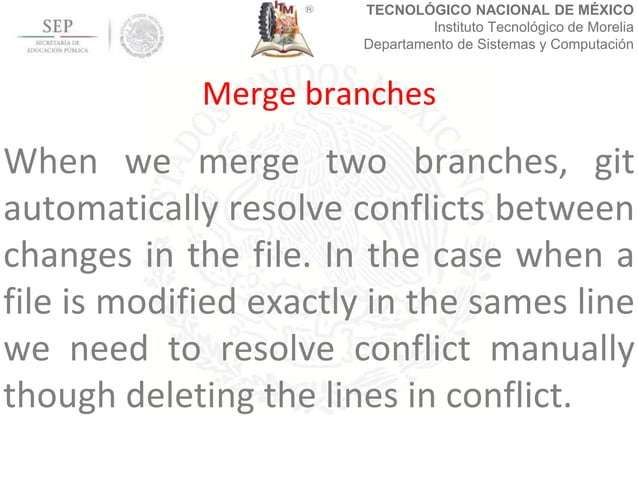 TECNOLÓGICO NACIONAL DE MÉXICO
Instituto Tecnológico de Morelia
Departamento de Sistemas y Computación
SEP
SECRETARÍA DE
EDUCACIÓN PÚBLICA
ITM
®
Merge branches
When we merge two branches, git
automatically resolve conflicts between
changes in the file. In the case when a
file is modified exactly in the sames line
we need to resolve conflict manually
though deleting the lines in conflict.